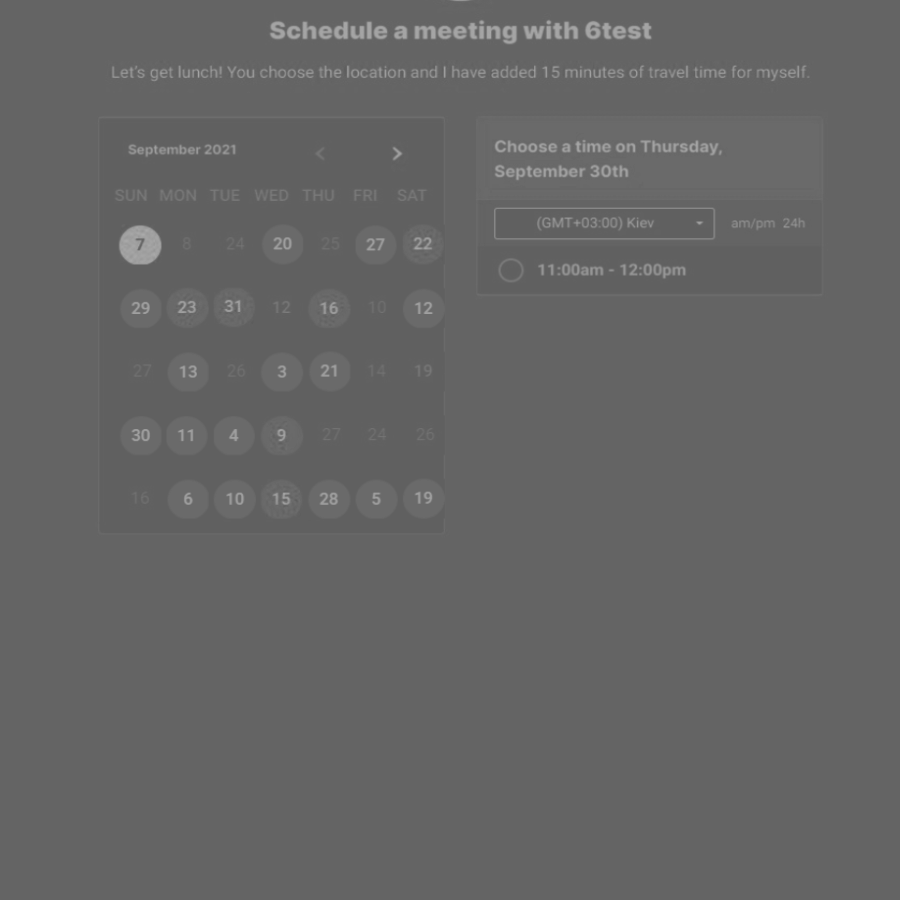 Schedule a meeting with 6test
Let's get lunch! You choose the location and I have added 15 minutes of travel time for myself.
September 2021
SUN MON TUE WED THU FRI SAT
7 8 24 20 25 27 22
29 23 31 12 16 10 12
27 13 26 3 21 14 19
30 11 4 9 27 24 26
16 6 10 15 28 5 19
Choose a time on Thursday,
September 30th
(GMT+03:00) Kiev am/pm 24h
11:00am - 12:00pm